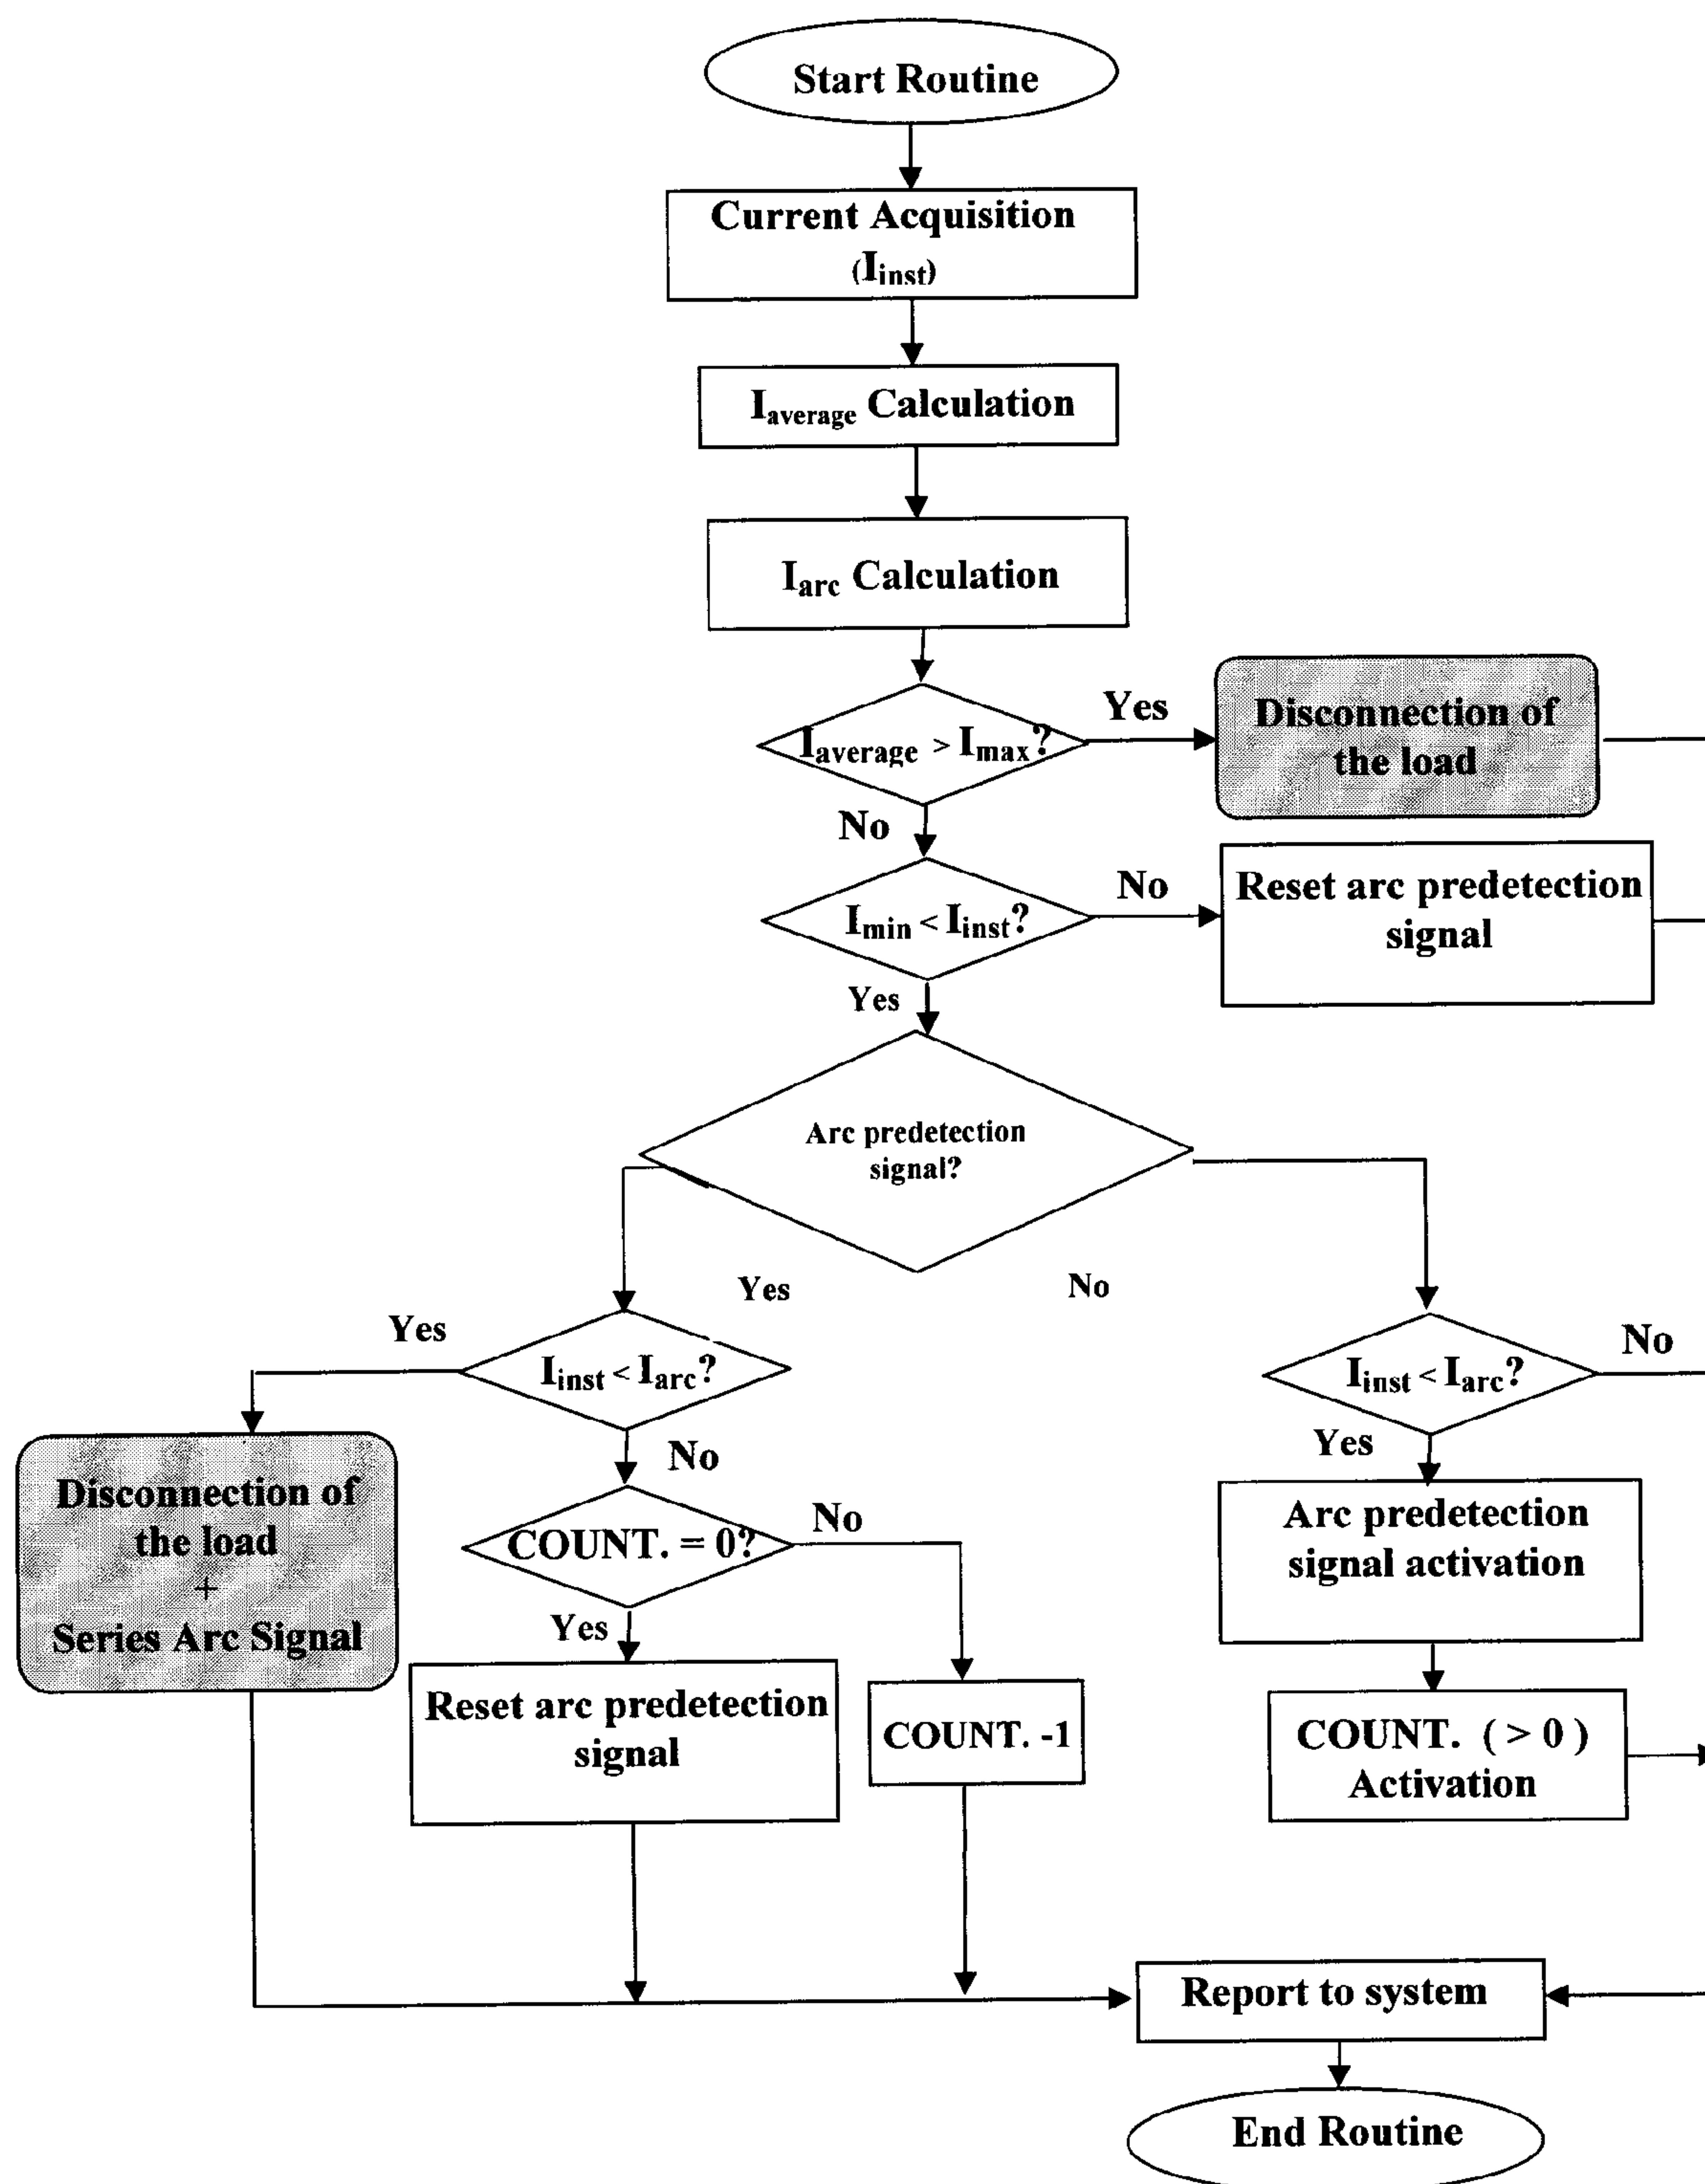 Start Routine
Current Acquisition
(Iinst)
Iaverage Calculation
Iarc Calculation
Iaverage > Imax?
Yes
Disconnection of
the load
No
Imin < Iinst?
No
Reset arc predetection
signal
Yes
Arc predetection
signal?
Yes
No
Yes
Iinst < Iarc?
No
Iinst < Iarc?
No
Yes
Disconnection of
the load
+
Series Arc Signal
COUNT. = 0?
No
Yes
Reset arc predetection
signal
COUNT. -1
Arc predetection
signal activation
COUNT. ( > 0 )
Activation
Report to system
End Routine